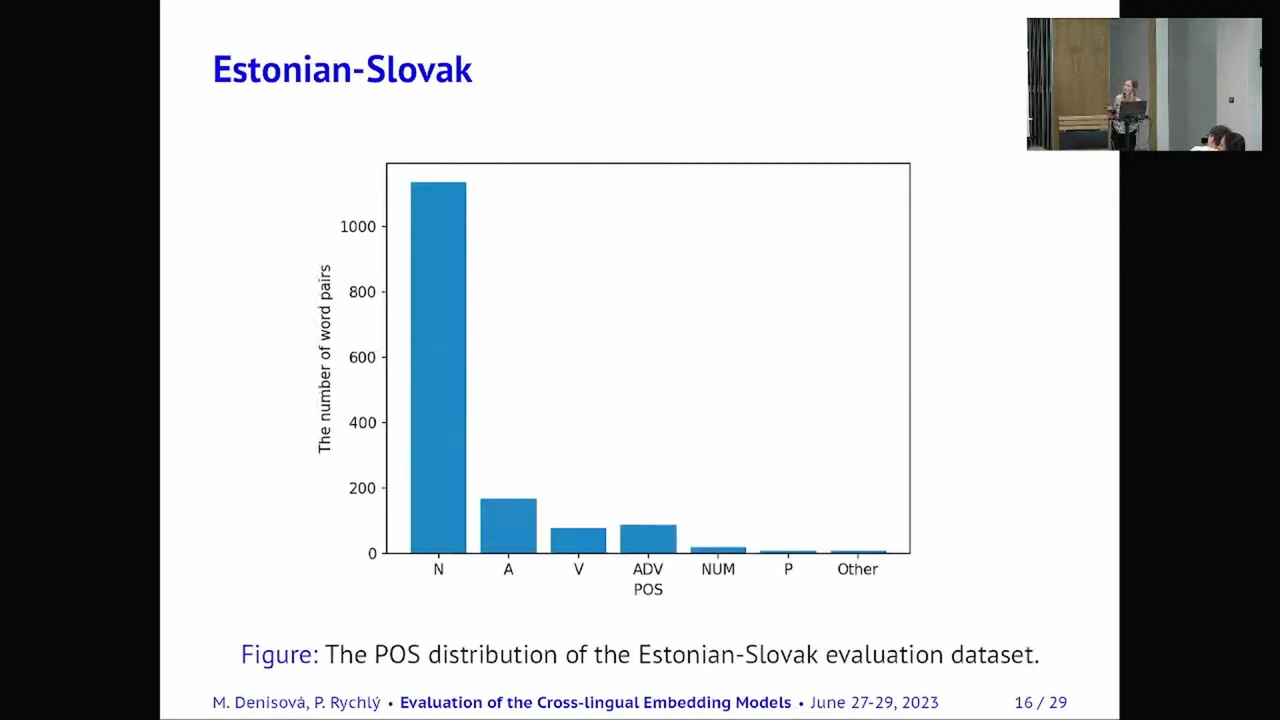 Estonian-Slovak
The number of word pairs
1000
800
600
400
200
0
N A V ADV NUM P Other
POS
Figure: The POS distribution of the Estonian-Slovak evaluation dataset.
M. Denisová, P. Rychlý • Evaluation of the Cross-lingual Embedding Models • June 27-29, 2023 16 / 29